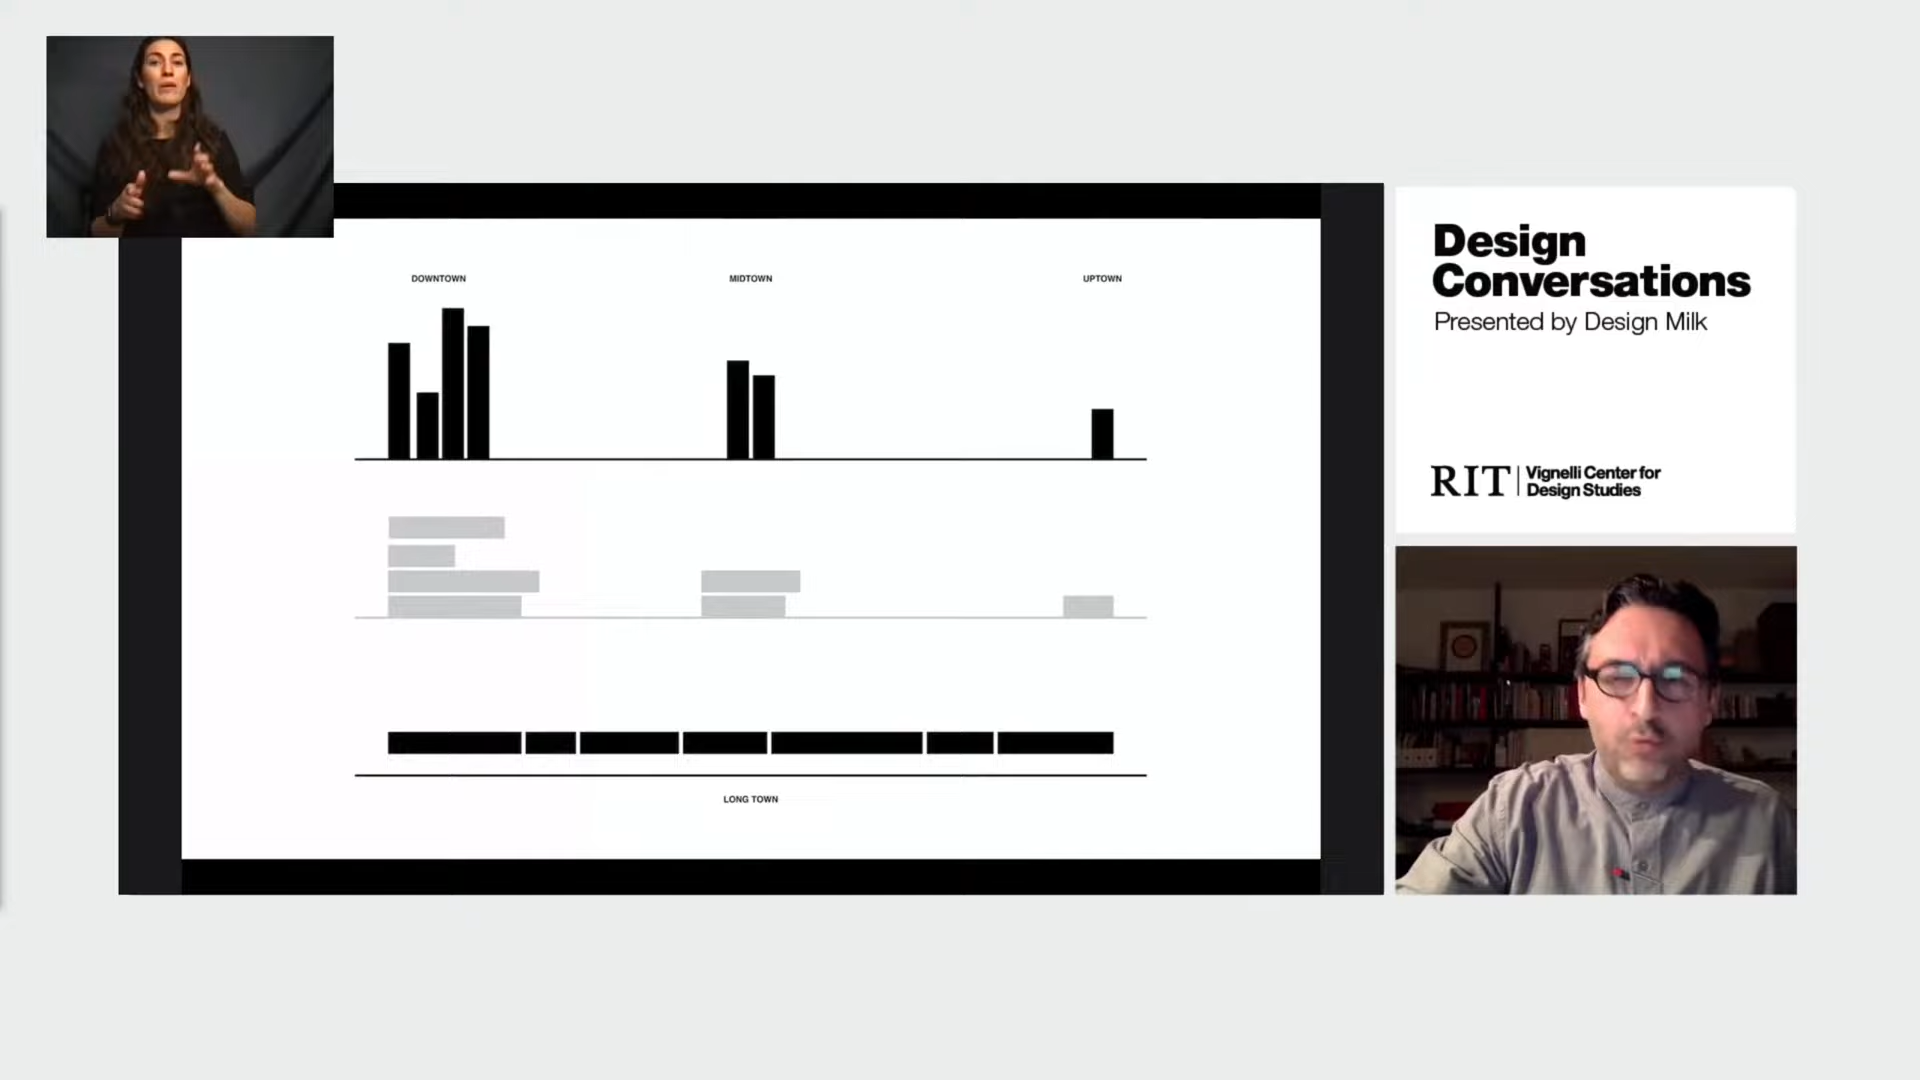 DOWNTOWN
MIDTOWN
UPTOWN
LONG TOWN
Design
Conversations
Presented by Design Milk
RIT
Vignelli Center for
Design Studies